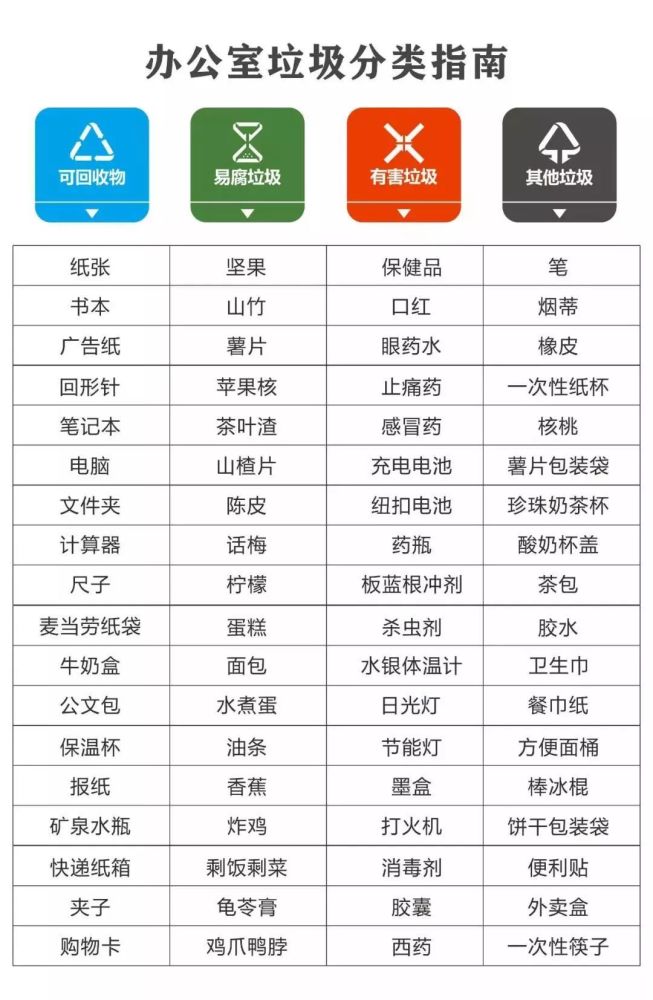 办公室垃圾分类指南
可回收物 易腐垃圾 有害垃圾 其他垃圾
纸张 坚果 保健品 笔
书本 山竹 口红 烟蒂
广告纸 薯片 眼药水 橡皮
回形针 苹果核 止痛药 一次性纸杯
笔记本 茶叶渣 感冒药 核桃
电脑 山楂片 充电电池 薯片包装袋
文件夹 陈皮 纽扣电池 珍珠奶茶杯
计算器 话梅 药瓶 酸奶杯盖
尺子 柠檬 板蓝根冲剂 茶包
麦当劳纸袋 蛋糕 杀虫剂 胶水
牛奶盒 面包 水银体温计 卫生巾
公文包 水煮蛋 日光灯 餐巾纸
保温杯 油条 节能灯 方便面桶
报纸 香蕉 墨盒 棒冰棍
矿泉水瓶 炸鸡 打火机 饼干包装袋
快递纸箱 剩饭剩菜 消毒剂 便利贴
夹子 龟苓膏 胶囊 外卖盒
购物卡 鸡爪鸭脖 西药 一次性筷子